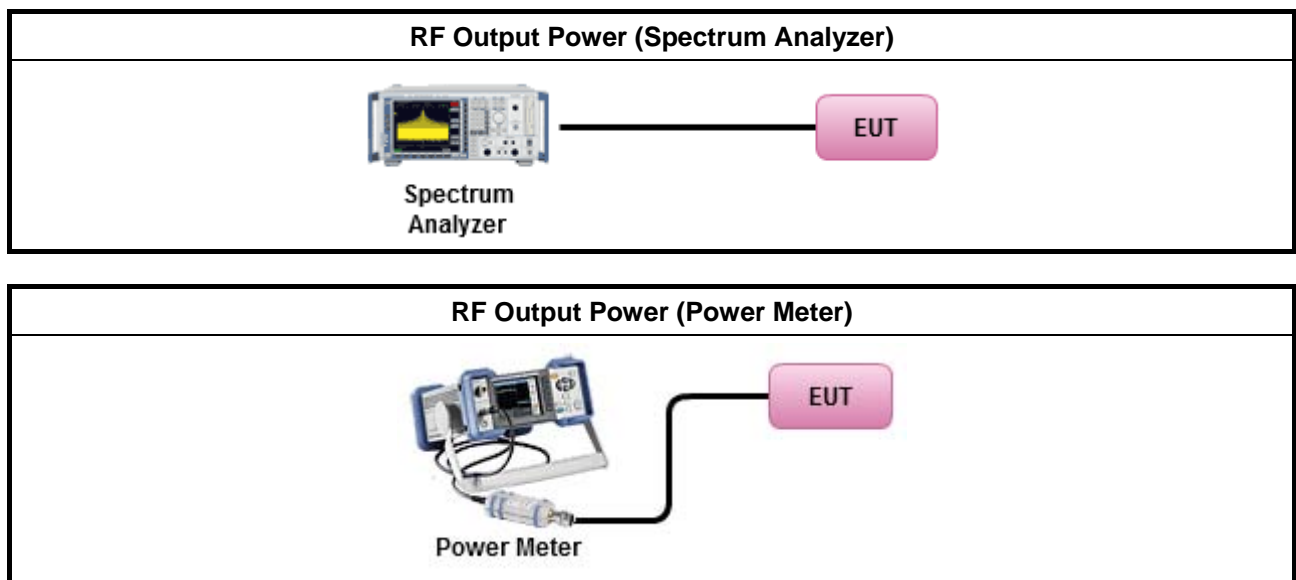 RF Output Power (Spectrum Analyzer)
EUT
Spectrum
Analyzer
RF Output Power (Power Meter)
EUT
Power Meter